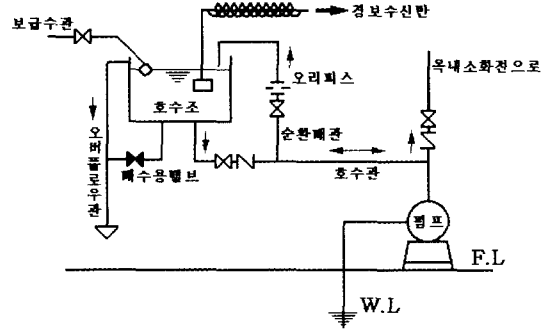 경보수신반
보급수관
옥내소화전으로
오리피스
호수조
순환배관
오버플로우관
배수용밸브
호수관
펌프
F.L
W.L